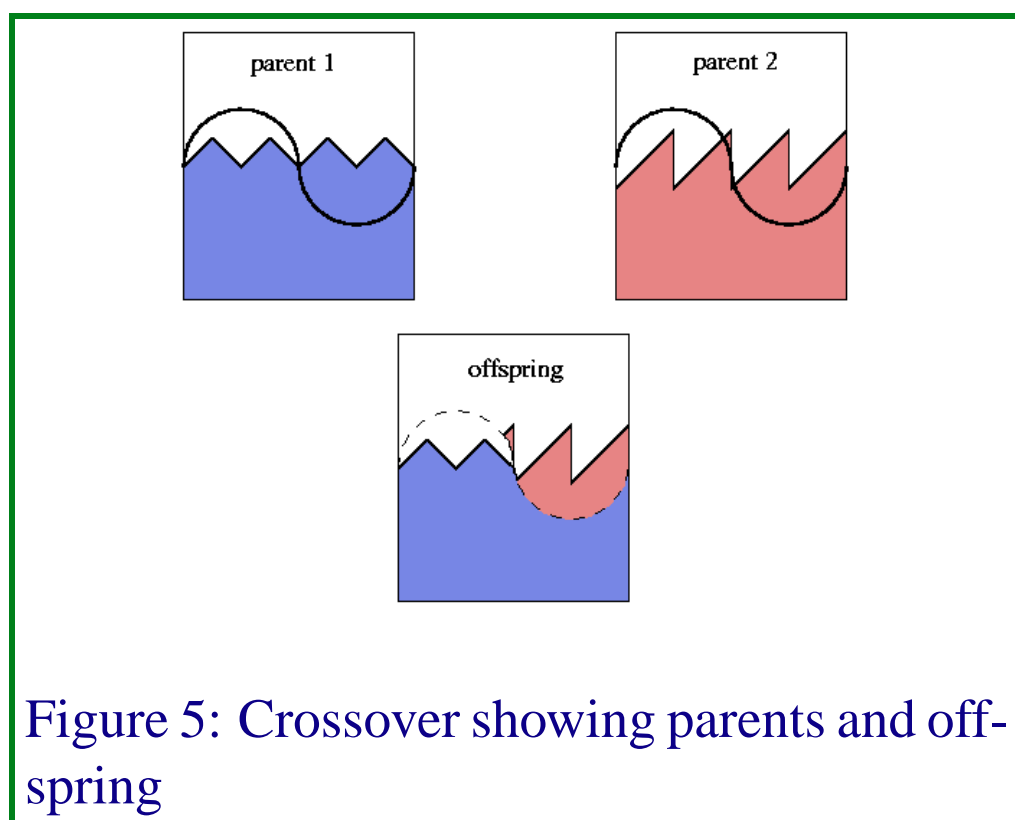 parent 1
parent 2
offspring
Figure 5: Crossover showing parents and off-
spring